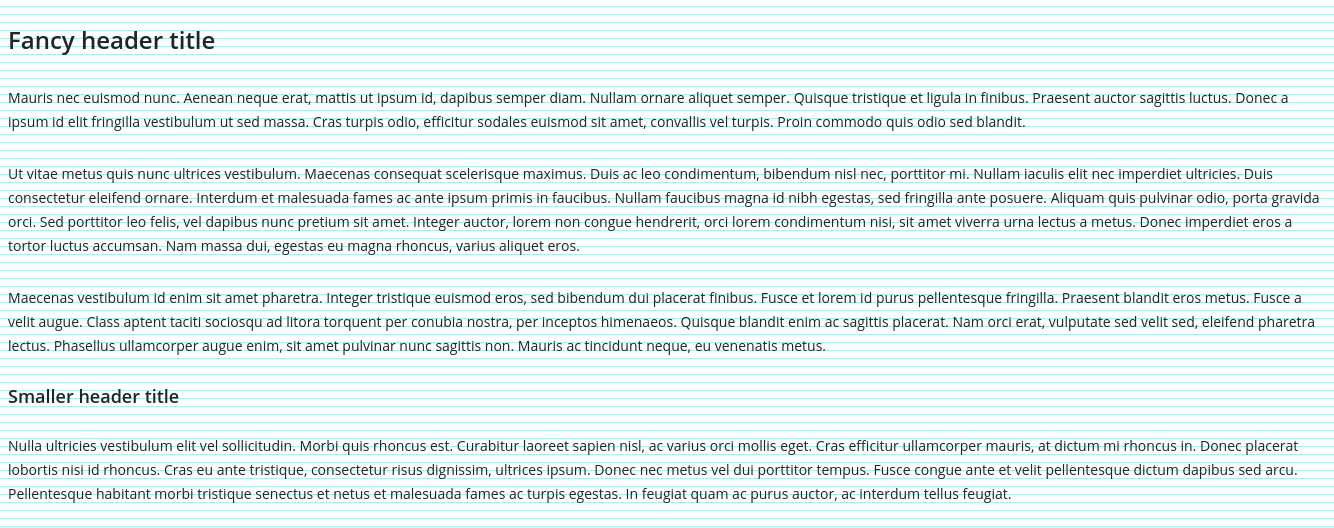 Fancy header title
Mauris nec euismod nunc. Aenean neque erat, mattis ut ipsum id, dapibus semper diam. Nullam ornare aliquet semper. Quisque tristique et ligula in finibus. Praesent auctor sagittis luctus. Donec a
ipsum id elit fringilla vestibulum ut sed massa. Cras turpis odio, efficitur sodales euismod sit amet, convallis vel turpis. Proin commodo quis odio sed blandit.
Ut vitae metus quis nunc ultrices vestibulum. Maecenas consequat scelerisque maximus. Duis ac leo condimentum, bibendum nisl nec, porttitor mi. Nullam iaculis elit nec imperdiet ultricies. Duis
consectetur eleifend ornare. Interdum et malesuada fames ac ante ipsum primis in faucibus. Nullam faucibus magna id nibh egestas, sed fringilla ante posuere. Aliquam quis pulvinar odio, porta gravida
orci. Sed porttitor leo felis, vel dapibus nunc pretium sit amet. Integer auctor, lorem non congue hendrerit, orci lorem condimentum nisi, sit amet viverra urna lectus a metus. Donec imperdiet eros a
tortor luctus accumsan. Nam massa dui, egestas eu magna rhoncus, varius aliquet eros.
Maecenas vestibulum id enim sit amet pharetra. Integer tristique euismod eros, sed bibendum dui placerat finibus. Fusce et lorem id purus pellentesque fringilla. Praesent blandit eros metus. Fusce a
velit augue. Class aptent taciti sociosqu ad litora torquent per conubia nostra, per inceptos himenaeos. Quisque blandit enim ac sagittis placerat. Nam orci erat, vulputate sed velit sed, eleifend pharetra
lectus. Phasellus ullamcorper augue enim, sit amet pulvinar nunc sagittis non. Mauris ac tincidunt neque, eu venenatis metus.
Smaller header title
Nulla ultricies vestibulum elit vel sollicitudin. Morbi quis rhoncus est. Curabitur laoreet sapien nisl, ac varius orci mollis eget. Cras efficitur ullamcorper mauris, at dictum mi rhoncus in. Donec placerat
lobortis nisi id rhoncus. Cras eu ante tristique, consectetur risus dignissim, ultrices ipsum. Donec nec metus vel dui porttitor tempus. Fusce congue ante et velit pellentesque dictum dapibus sed arcu.
Pellentesque habitant morbi tristique senectus et netus et malesuada fames ac turpis egestas. In feugiat quam ac purus auctor, ac interdum tellus feugiat.